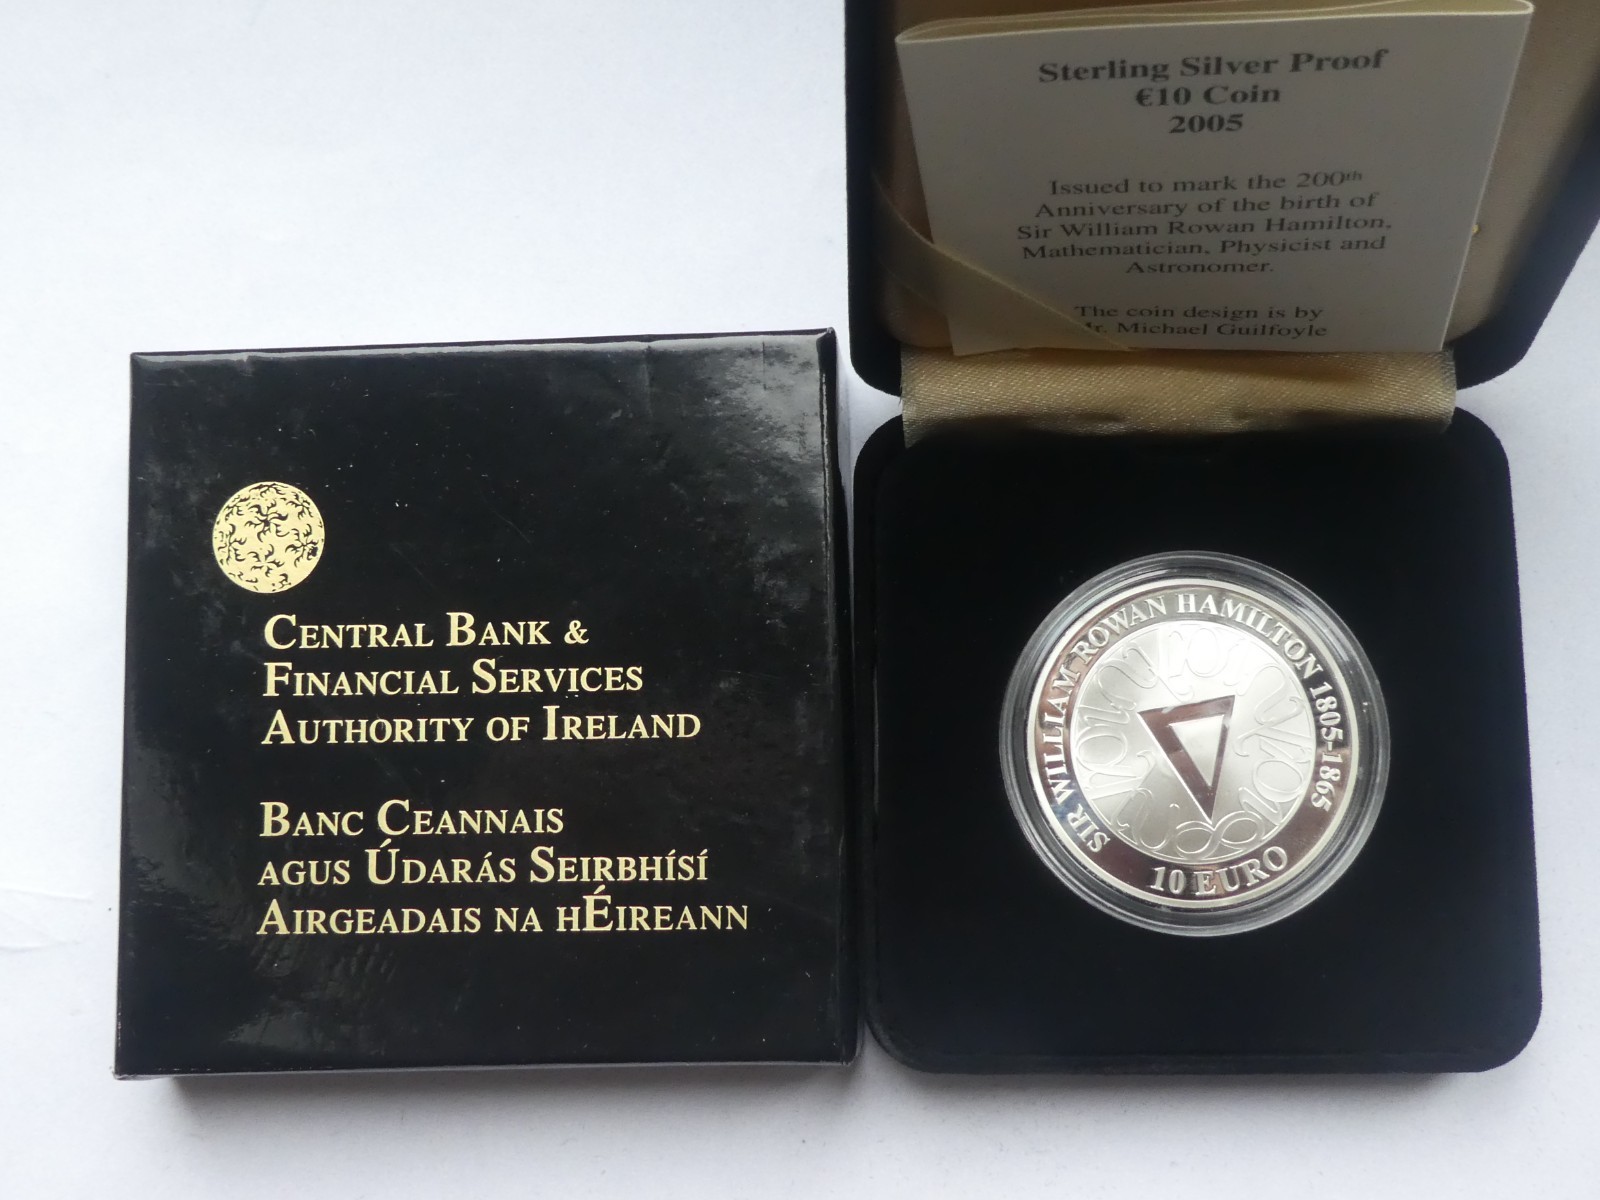 Sterling Silver Proof
€10 Coin
2005
Issued to mark the 200th
Anniversary of the birth of
Sir William Rowan Hamilton,
Mathematician, Physicist and
Astronomer.
The coin design is by
Michael Guilfoyle
CENTRAL BANK &
FINANCIAL SERVICES
AUTHORITY OF IRELAND
BANC CEANNAIS
AGUS ÚDARÁS SEIRBHÍSÍ
AIRGEADAIS NA HÉIREANN
SIR WILLIAM ROWAN HAMILTON 1805-1865
10 EURO